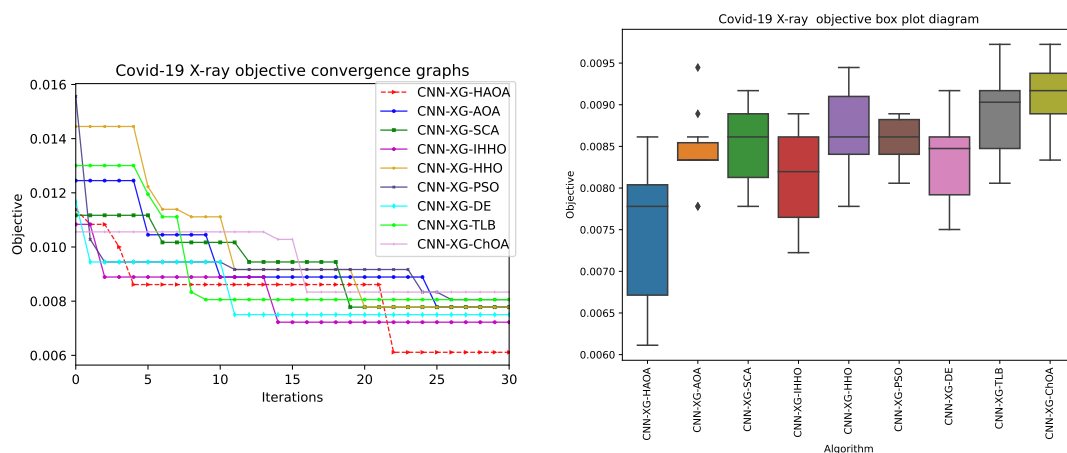 Covid-19 X-ray objective convergence graphs
Objective
0.016
0.014
0.012
0.010
0.008
0.006
0
5
10
15
20
25
30
Iterations
CNN-XG-HAOA
CNN-XG-AOA
CNN-XG-SCA
CNN-XG-IHHO
CNN-XG-HHO
CNN-XG-PSO
CNN-XG-DE
CNN-XG-TLB
CNN-XG-ChOA
Covid-19 X-ray objective box plot diagram
Objective
0.0095
0.0090
0.0085
0.0080
0.0075
0.0070
0.0065
0.0060
CNN-XG-HAOA
CNN-XG-AOA
CNN-XG-SCA
CNN-XG-IHHO
CNN-XG-HHO
CNN-XG-PSO
CNN-XG-DE
CNN-XG-TLB
CNN-XG-ChOA
Algorithm